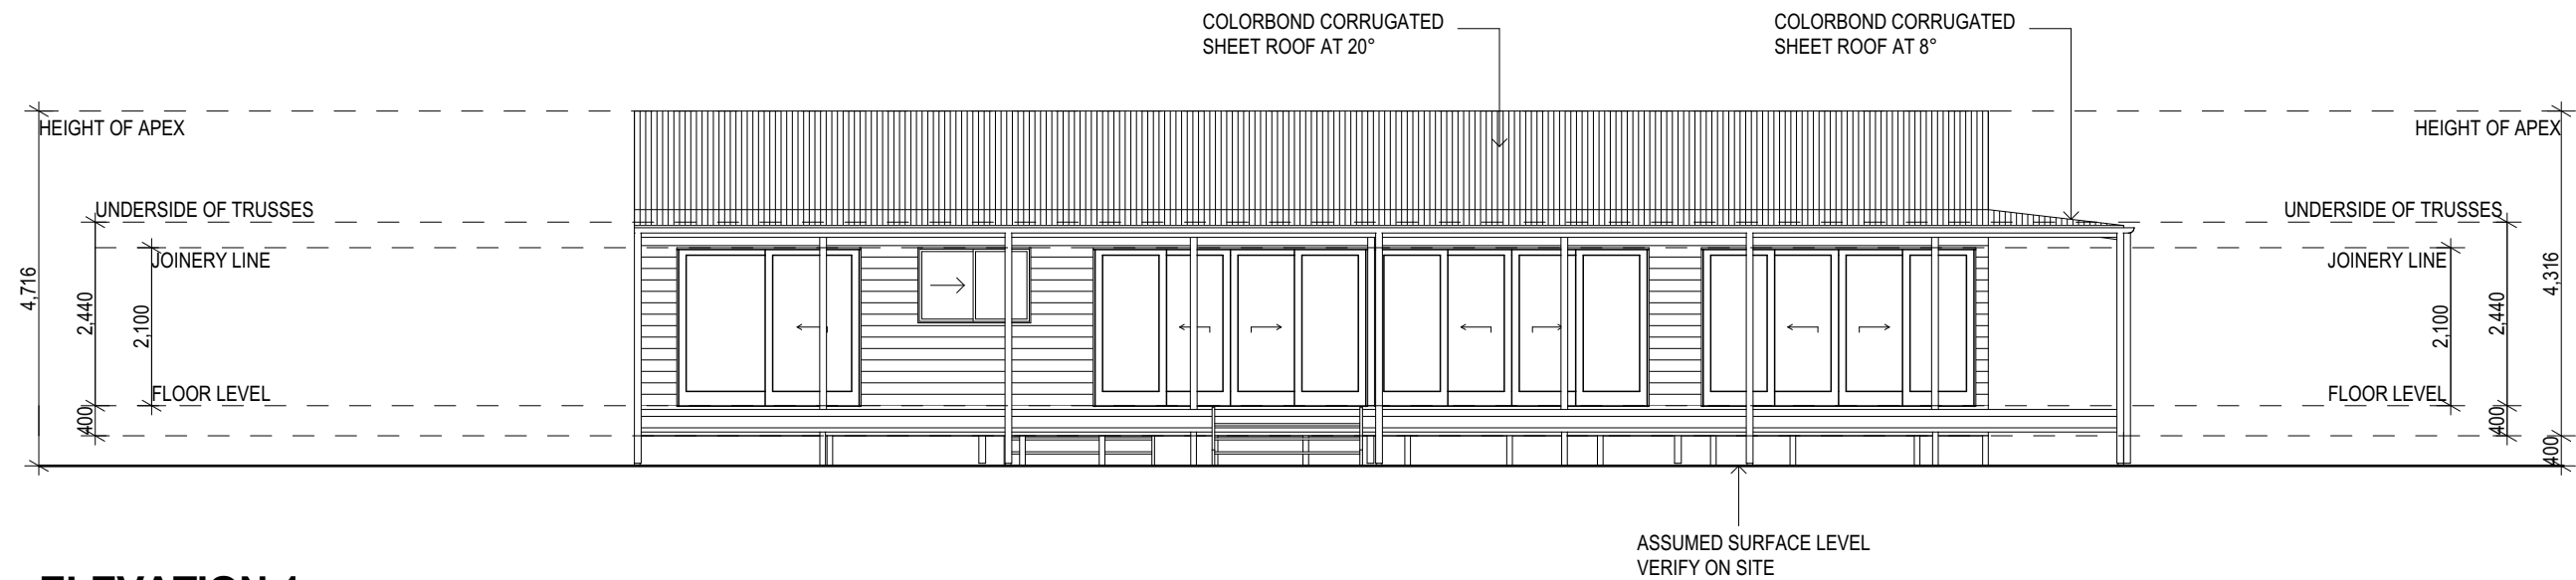 COLORBOND CORRUGATED
SHEET ROOF AT 20°
COLORBOND CORRUGATED
SHEET ROOF AT 8°
HEIGHT OF APEX
HEIGHT OF APEX
UNDERSIDE OF TRUSSES
UNDERSIDE OF TRUSSES
JOINERY LINE
JOINERY LINE
4,716
2,440
2,100
2,100
2,440
4,316
FLOOR LEVEL
FLOOR LEVEL
400
400
400
ASSUMED SURFACE LEVEL
VERIFY ON SITE